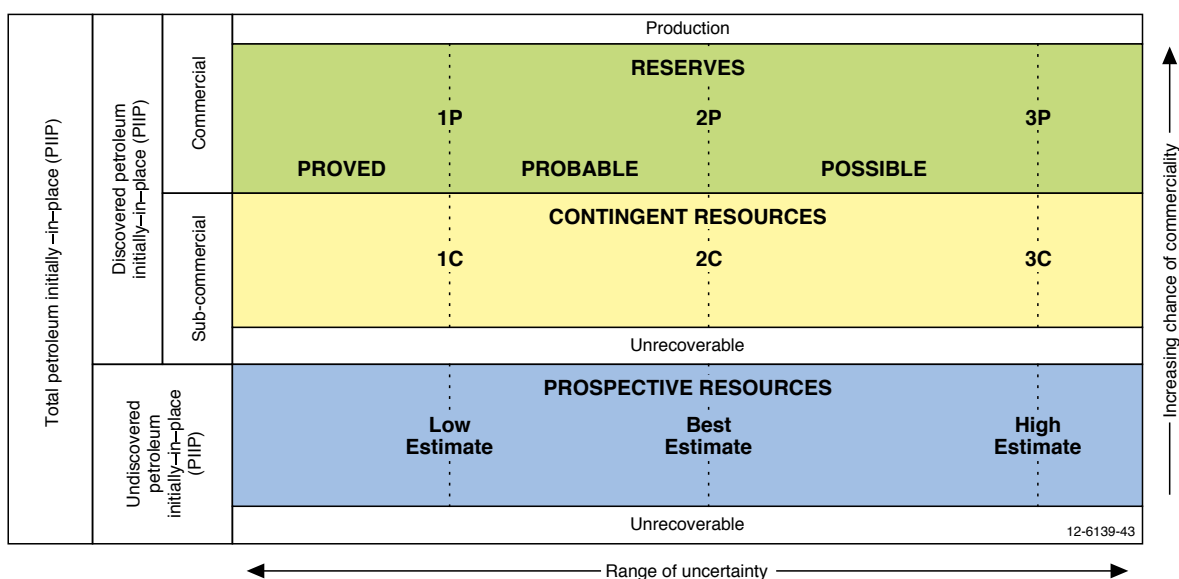 Total petroleum initially–in–place (PIIP)
Discovered petroleum
initially–in–place (PIIP)
Commercial
Sub-commercial
Undiscovered
petroleum
initially–in–place
(PIIP)
Production
RESERVES
1P 2P 3P
PROVED PROBABLE POSSIBLE
CONTINGENT RESOURCES
1C 2C 3C
Unrecoverable
PROSPECTIVE RESOURCES
Low Best High
Estimate Estimate Estimate
Unrecoverable
12-6139-43
Increasing chance of commerciality
Range of uncertainty